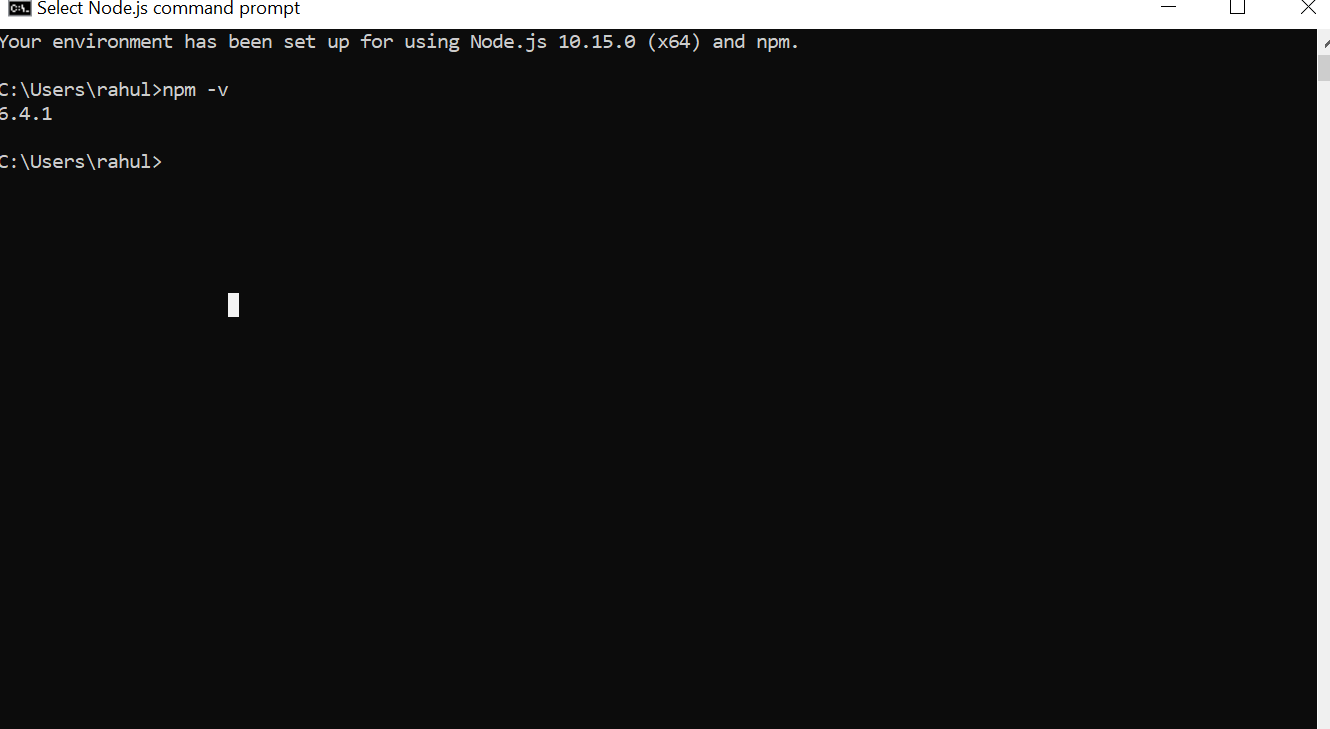 Select Node.js command prompt
Your environment has been set up for using Node.js 10.15.0 (x64) and npm.
C:\Users\rahul>npm -v
6.4.1
C:\Users\rahul>